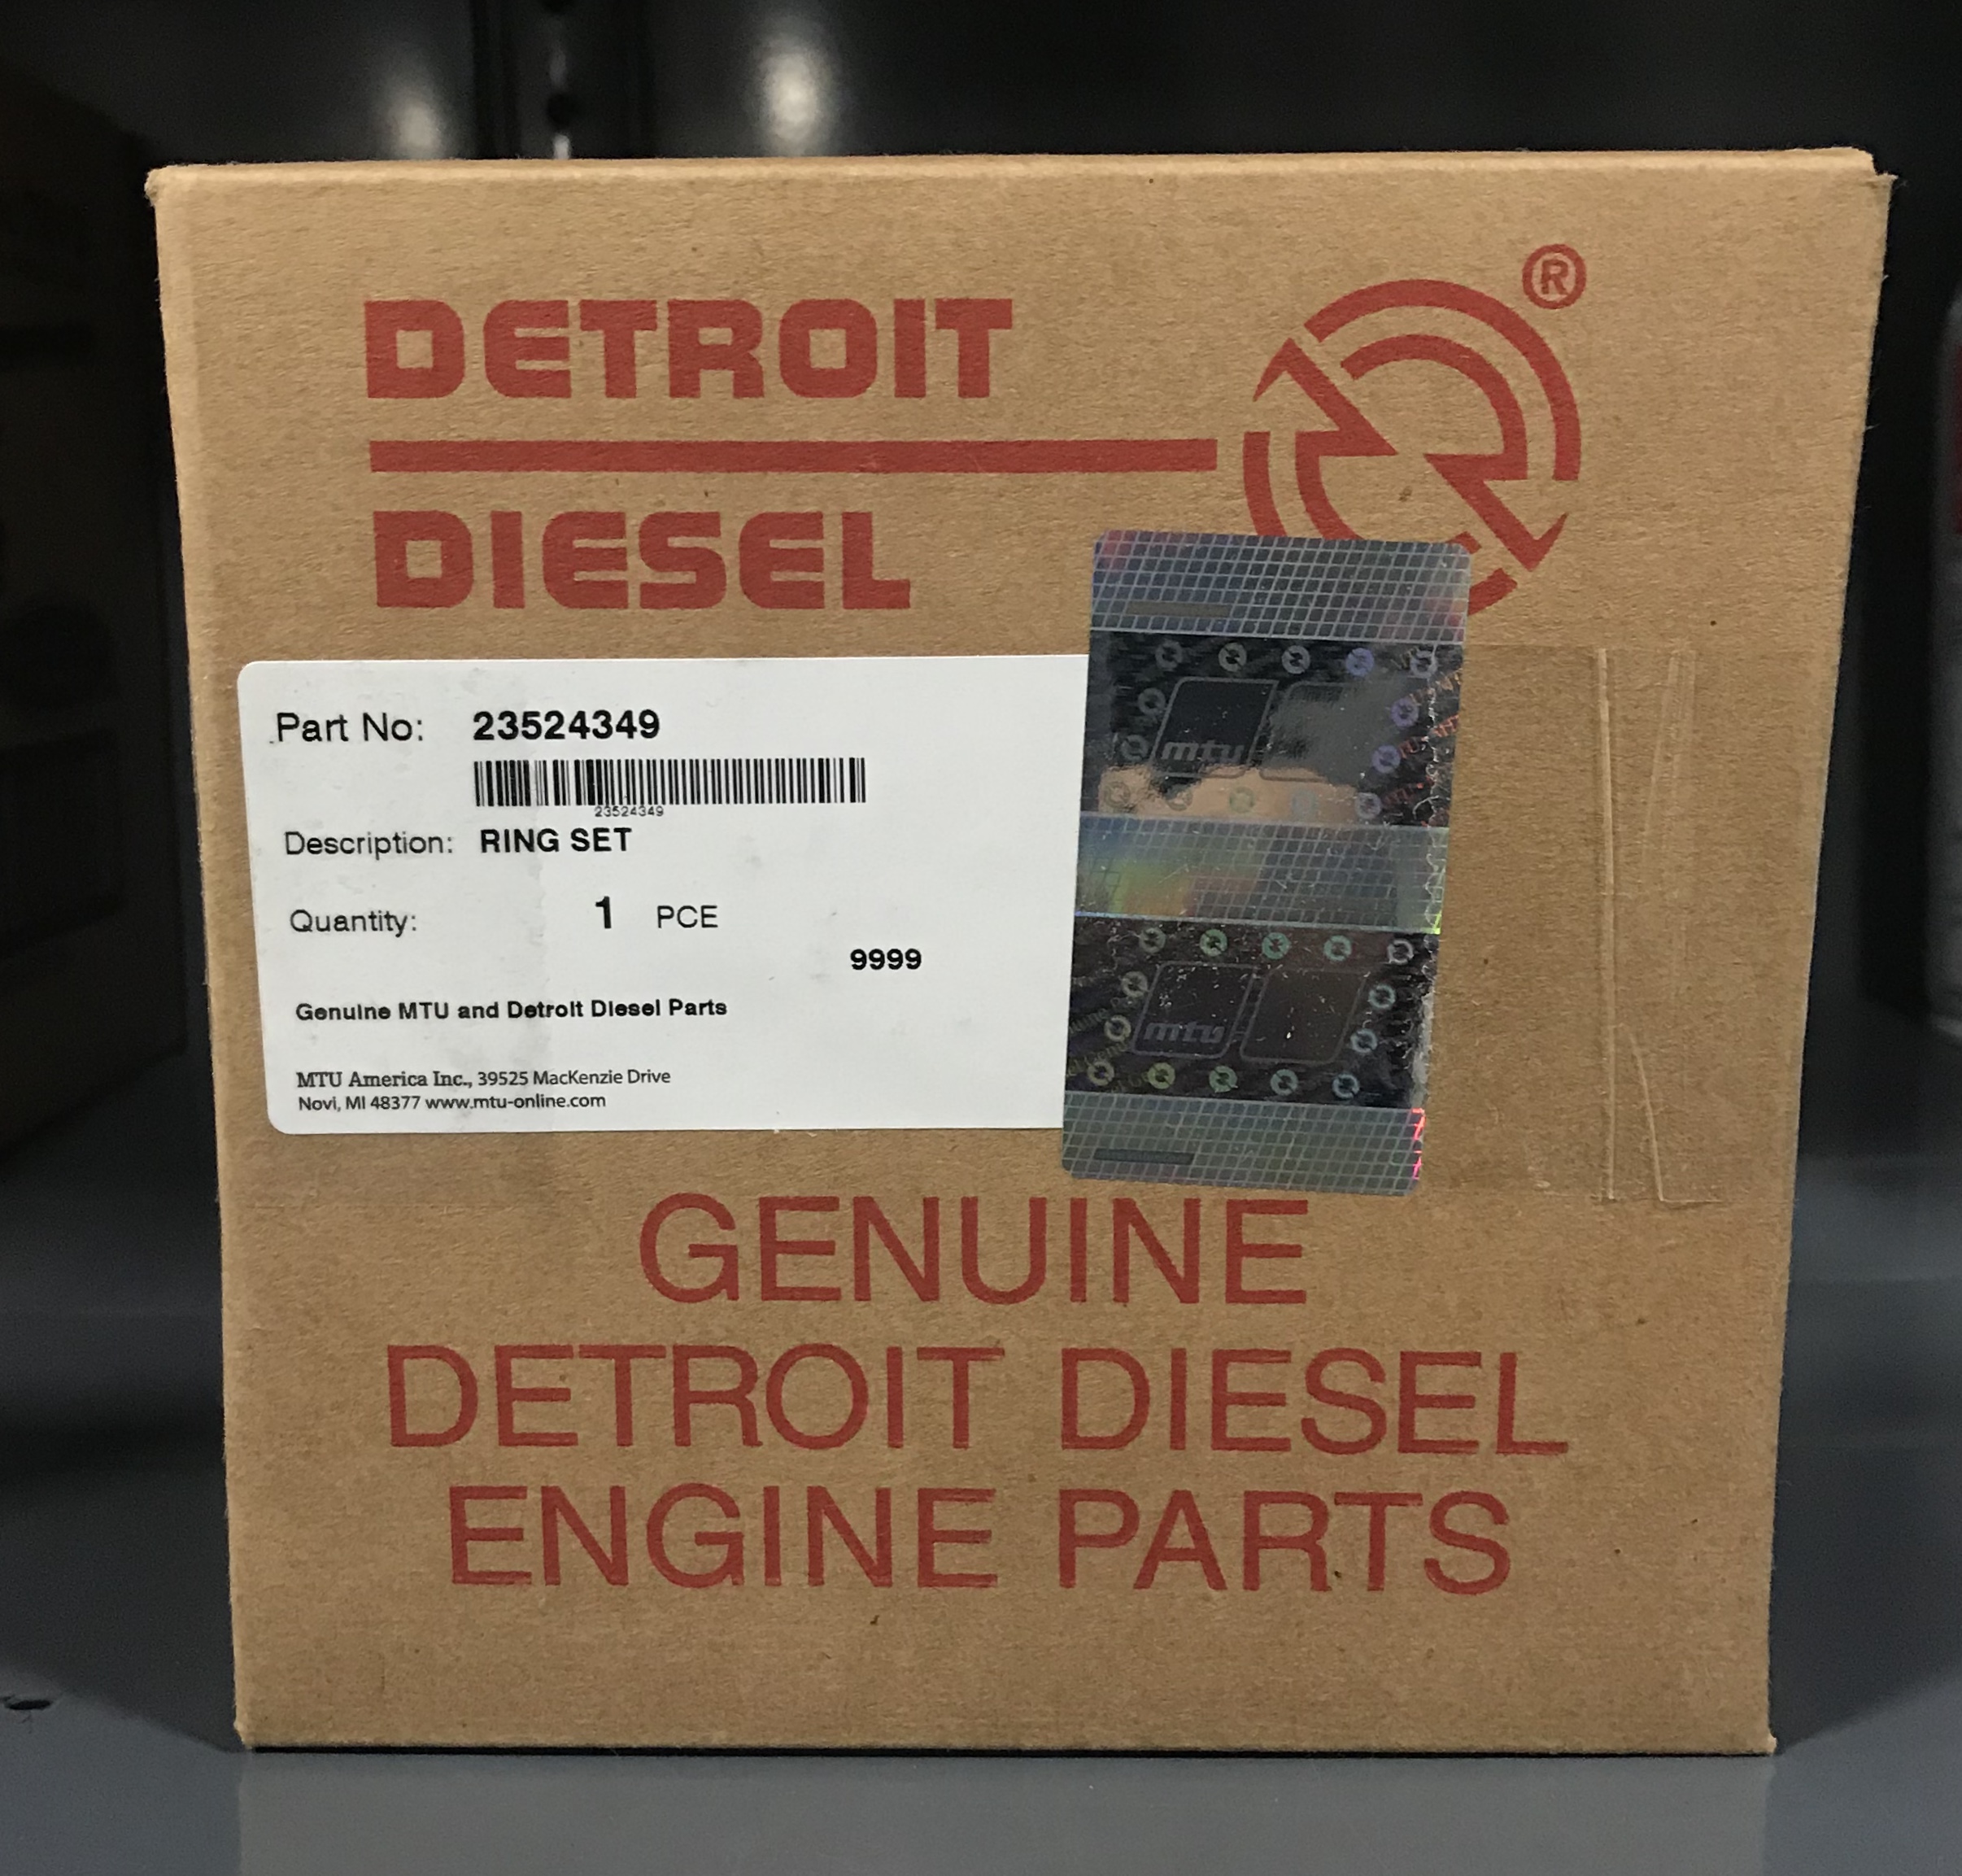 DETROIT
DIESEL
®
Part No: 23524349
23524349
Description: RING SET
Quantity: 1 PCE
9999
Genuine MTU and Detroit Diesel Parts
MTU America Inc., 39525 MacKenzie Drive
Novi, MI 48377 www.mtu-online.com
mtu
mtu
GENUINE
DETROIT DIESEL
ENGINE PARTS